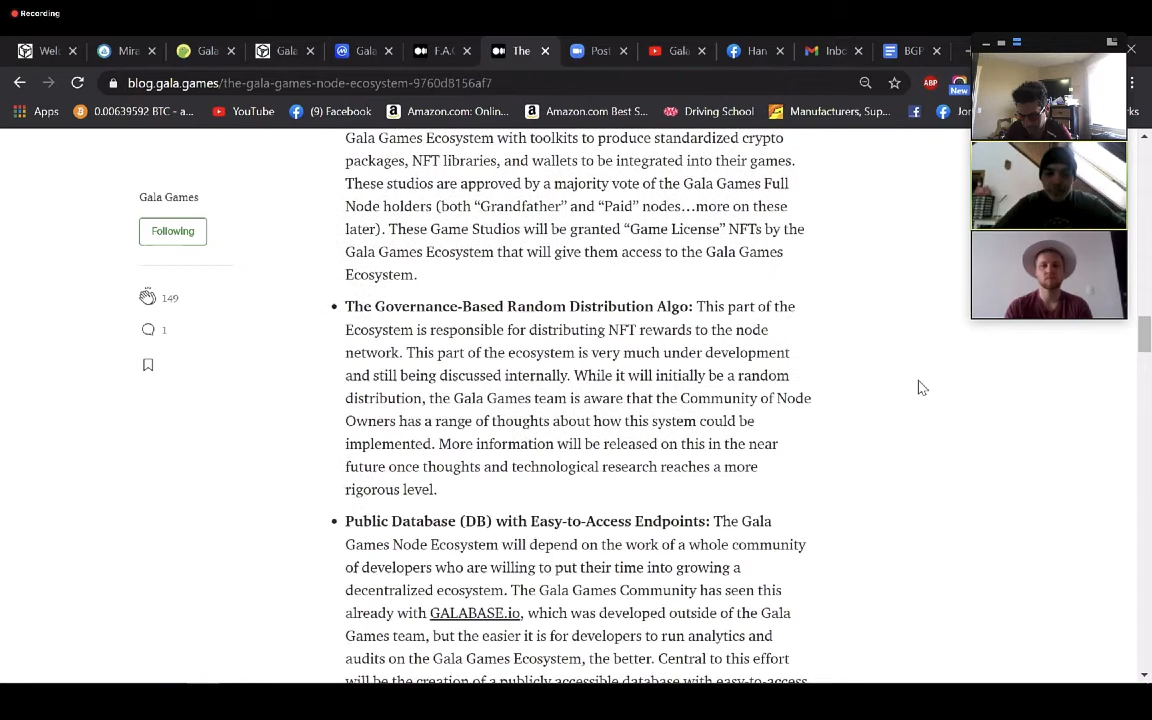 Recording
Wel
Mira
Gala
Gala
Gala
F.A.
The
Post
Gala
Han
Inbo
BGP
blog.gala.games/the-gala-games-node-ecosystem-9760d8156af7
ABP
New
Apps
0.00639592 BTC - a...
YouTube
(9) Facebook
Amazon.com: Onlin...
Amazon.com Best S...
Driving School
Manufacturers, Sup...
Gala Games Ecosystem with toolkits to produce standardized crypto
packages, NFT libraries, and wallets to be integrated into their games.
These studios are approved by a majority vote of the Gala Games Full
Node holders (both “Grandfather” and “Paid” nodes…more on these
later). These Game Studios will be granted “Game License” NFTs by the
Gala Games Ecosystem that will give them access to the Gala Games
Ecosystem.
Gala Games
Following
149
1
• The Governance-Based Random Distribution Algo: This part of the
Ecosystem is responsible for distributing NFT rewards to the node
network. This part of the ecosystem is very much under development
and still being discussed internally. While it will initially be a random
distribution, the Gala Games team is aware that the Community of Node
Owners has a range of thoughts about how this system could be
implemented. More information will be released on this in the near
future once thoughts and technological research reaches a more
rigorous level.
• Public Database (DB) with Easy-to-Access Endpoints: The Gala
Games Node Ecosystem will depend on the work of a whole community
of developers who are willing to put their time into growing a
decentralized ecosystem. The Gala Games Community has seen this
already with GALABASE.io, which was developed outside of the Gala
Games team, but the easier it is for developers to run analytics and
audits on the Gala Games Ecosystem, the better. Central to this effort
will be the creation of a publicly accessible database with easy-to-access